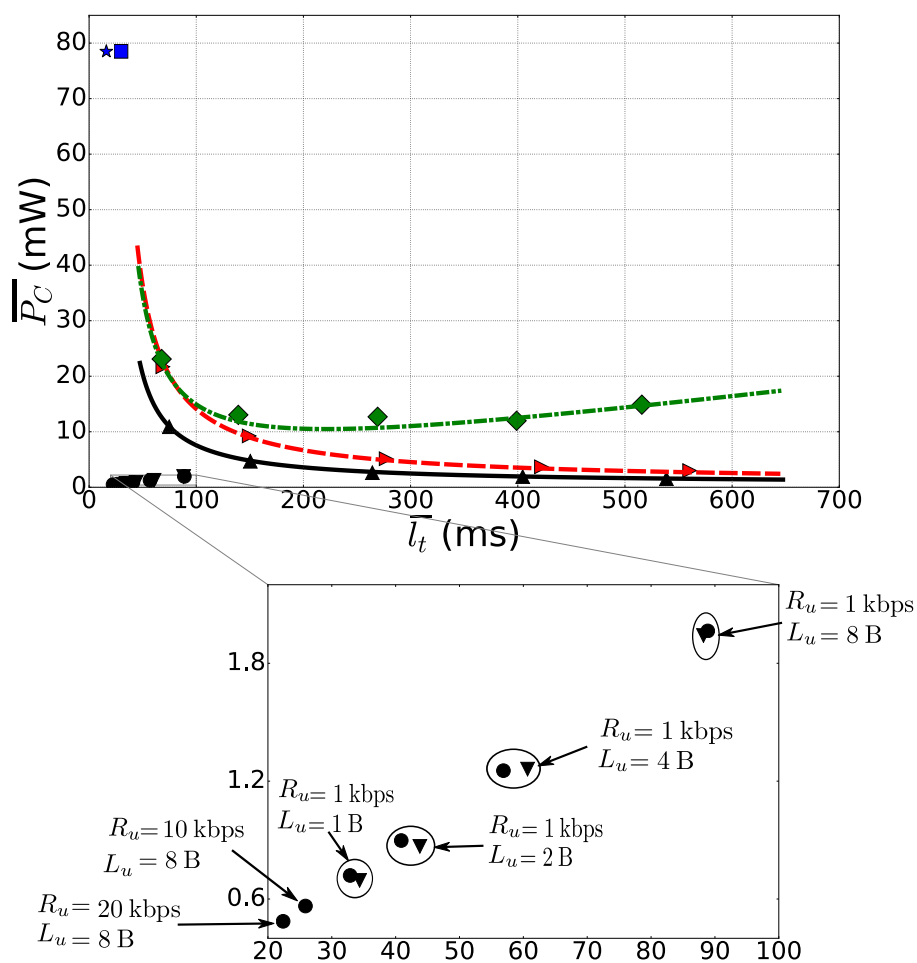 80
70
60
50
40
30
20
10
0
P_C (mW)
0 100 200 300 400 500 600 700
l_t (ms)
R_u = 1 kbps
L_u = 8 B
R_u = 1 kbps
L_u = 4 B
R_u = 1 kbps
L_u = 1 B
R_u = 1 kbps
L_u = 2 B
R_u = 10 kbps
L_u = 8 B
R_u = 20 kbps
L_u = 8 B
1.8
1.2
0.6
20 30 40 50 60 70 80 90 100